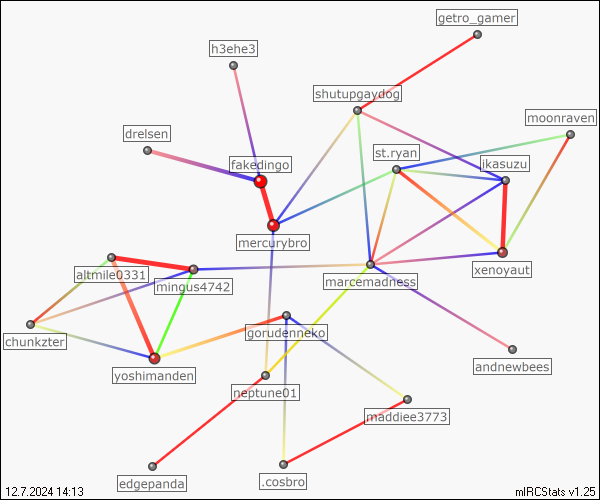 getro_gamer
h3ehe3
shutupgaydog
moonraven
drelsen
st.ryan
fakedingo
ikasuzu
mercurybro
xenoyaut
altmile0331
mingus4742
marcemadness
gorudenneko
chunkzter
andnewbees
yoshimanden
neptune01
maddiee3773
edgepanda
.cosbro
12.7.2024 14:13
mIRCStats v1.25